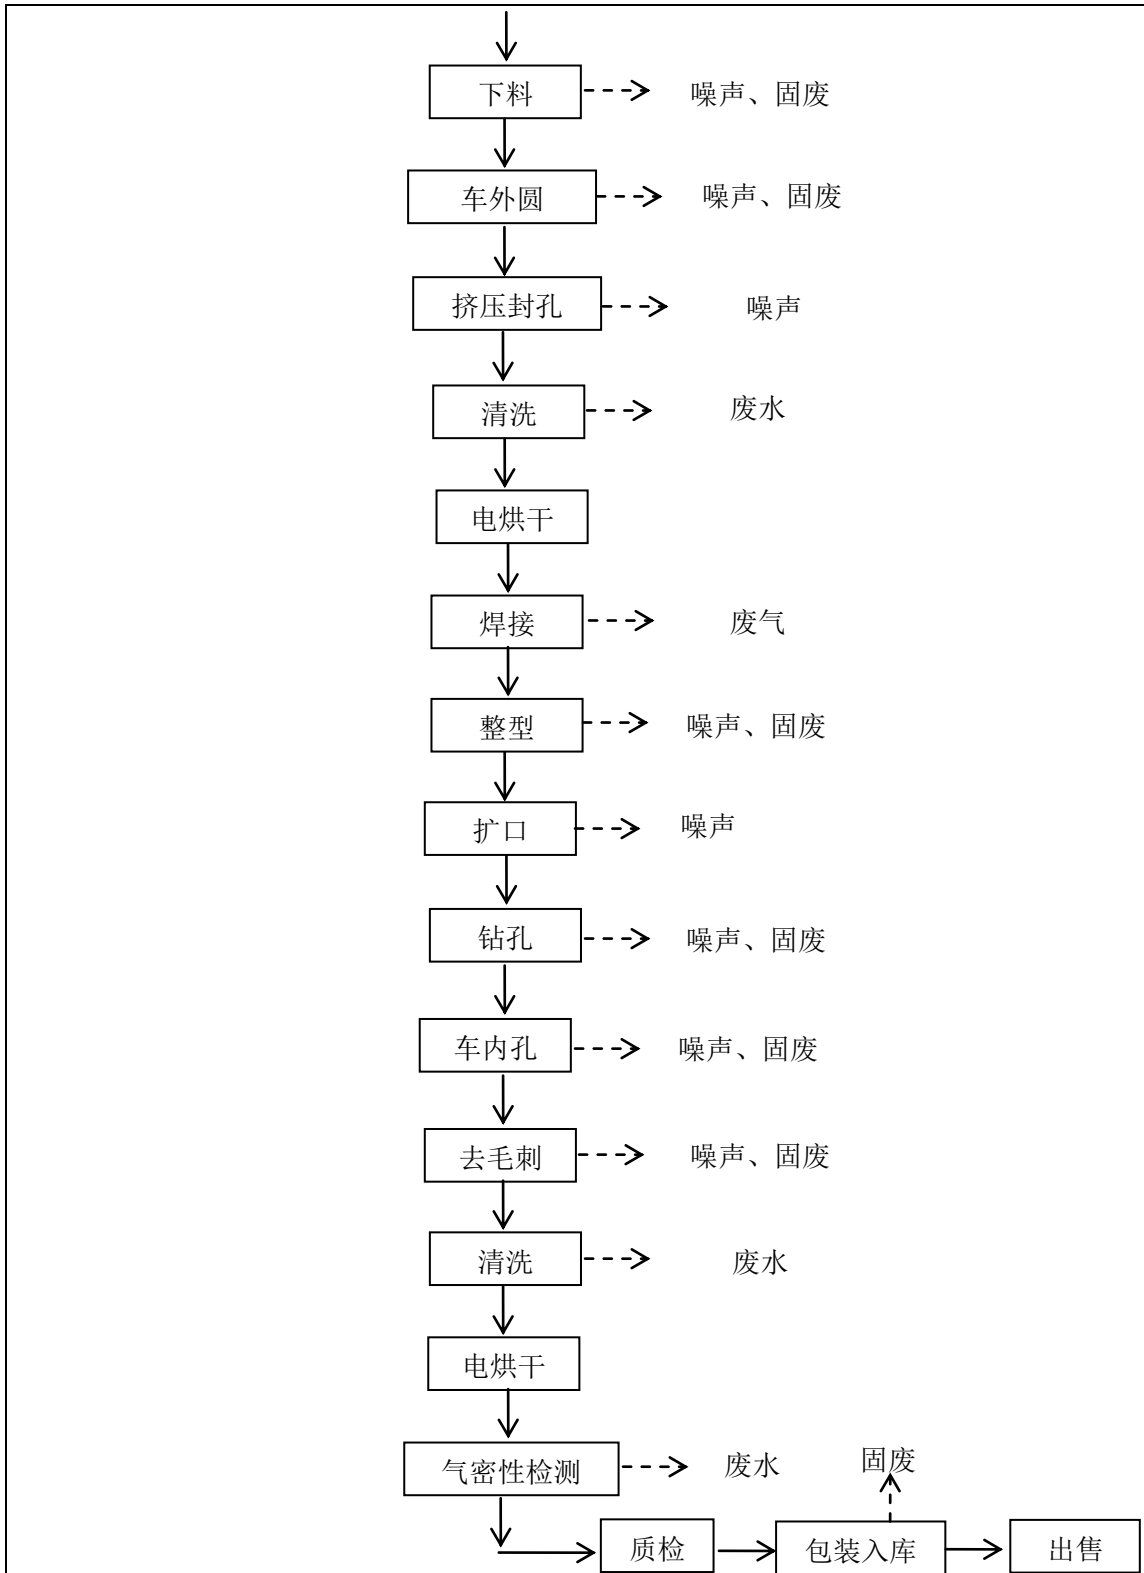 下料
噪声、固废
车外圆
噪声、固废
挤压封孔
噪声
清洗
废水
电烘干
焊接
废气
整型
噪声、固废
扩口
噪声
钻孔
噪声、固废
车内孔
噪声、固废
去毛刺
噪声、固废
清洗
废水
电烘干
气密性检测
废水
固废
质检
包装入库
出售